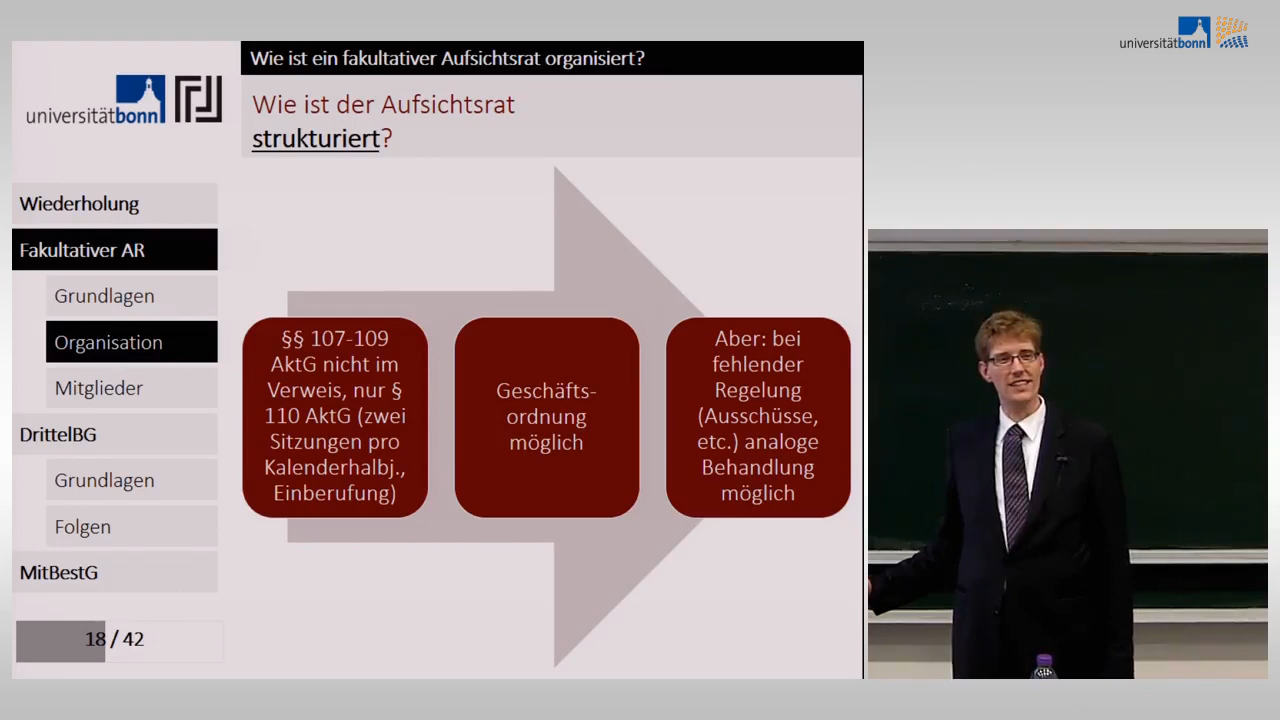 universitätbonn
Wie ist ein fakultativer Aufsichtsrat organisiert?
universitätbonn
Wie ist der Aufsichtsrat
strukturiert?
Wiederholung
Fakultativer AR
Grundlagen
Organisation
Mitglieder
DrittelBG
Grundlagen
Folgen
MitBestG
18 / 42
§§ 107-109
AktG nicht im
Verweis, nur §
110 AktG (zwei
Sitzungen pro
Kalenderhalbj.,
Einberufung)
Geschäfts-
ordnung
möglich
Aber: bei
fehlender
Regelung
(Ausschüsse,
etc.) analoge
Behandlung
möglich